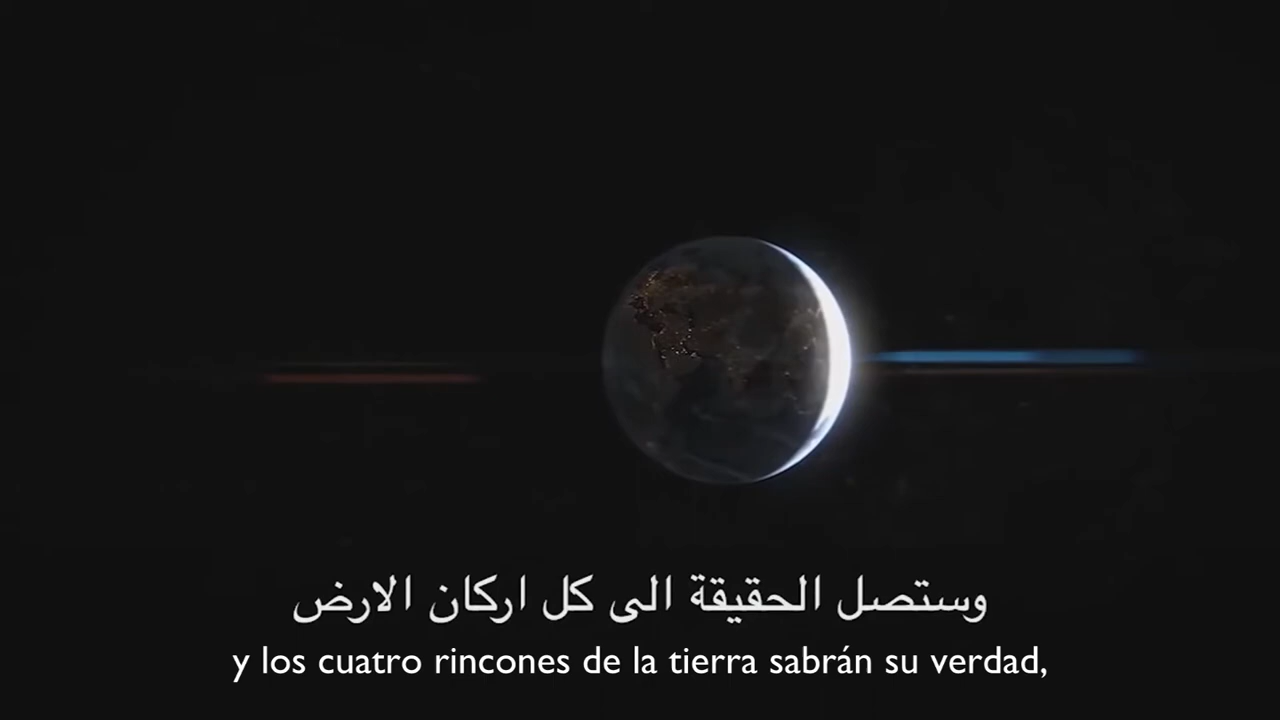 وستصل الحقيقة الى كل اركان الارض
y los cuatro rincones de la tierra sabrán su verdad,